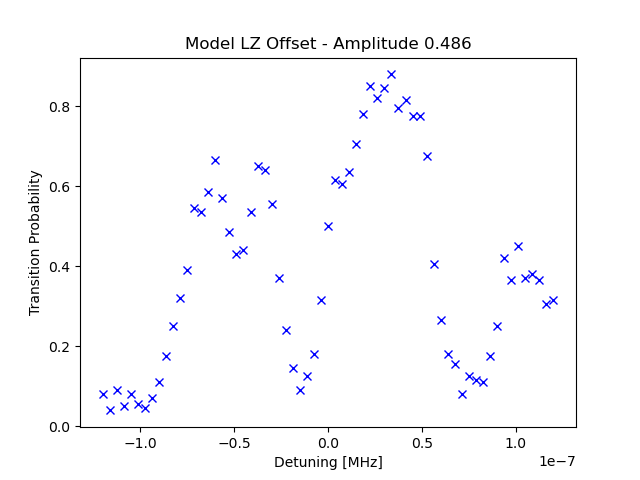 Model LZ Offset - Amplitude 0.486
Transition Probability
0.8
0.6
0.4
0.2
0.0
−1.0 −0.5 0.0 0.5 1.0
1e−7
Detuning [MHz]